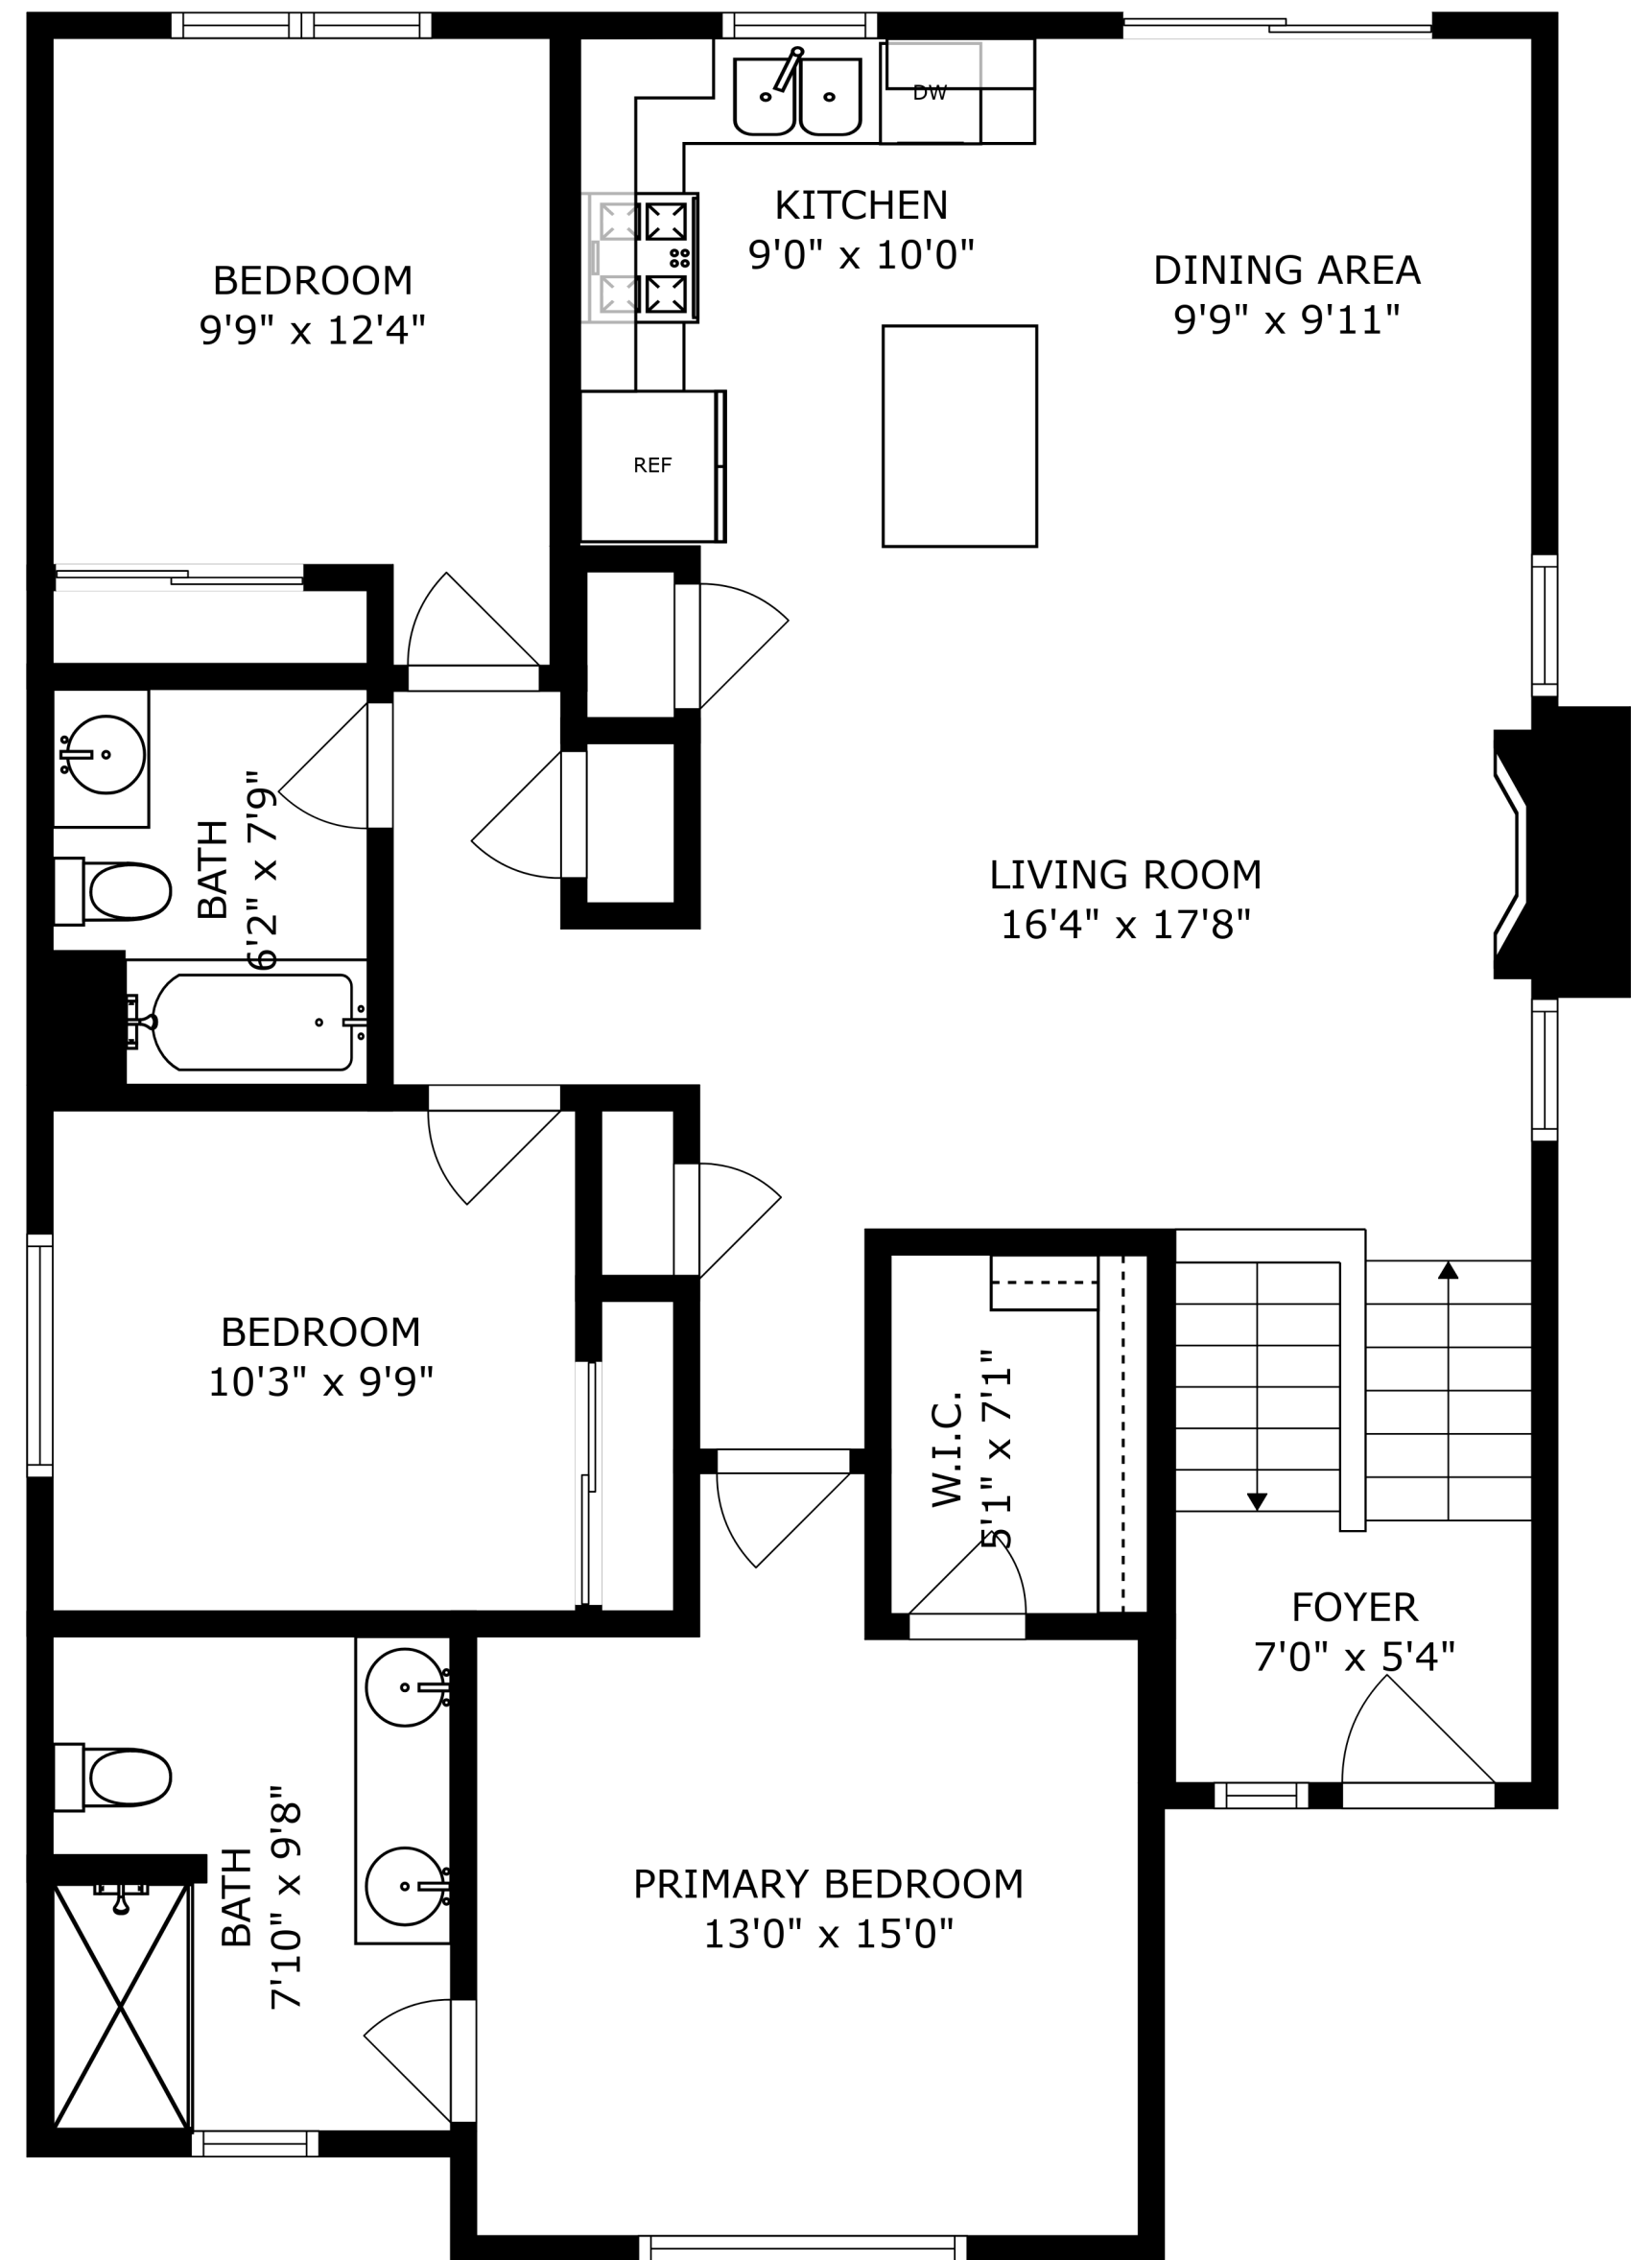 DW
KITCHEN
9'0" x 10'0"
DINING AREA
9'9" x 9'11"
BEDROOM
9'9" x 12'4"
REF
BATH
6'2" x 7'9"
LIVING ROOM
16'4" x 17'8"
BEDROOM
10'3" x 9'9"
W.I.C.
5'1" x 7'1"
FOYER
7'0" x 5'4"
BATH
7'10" x 9'8"
PRIMARY BEDROOM
13'0" x 15'0"